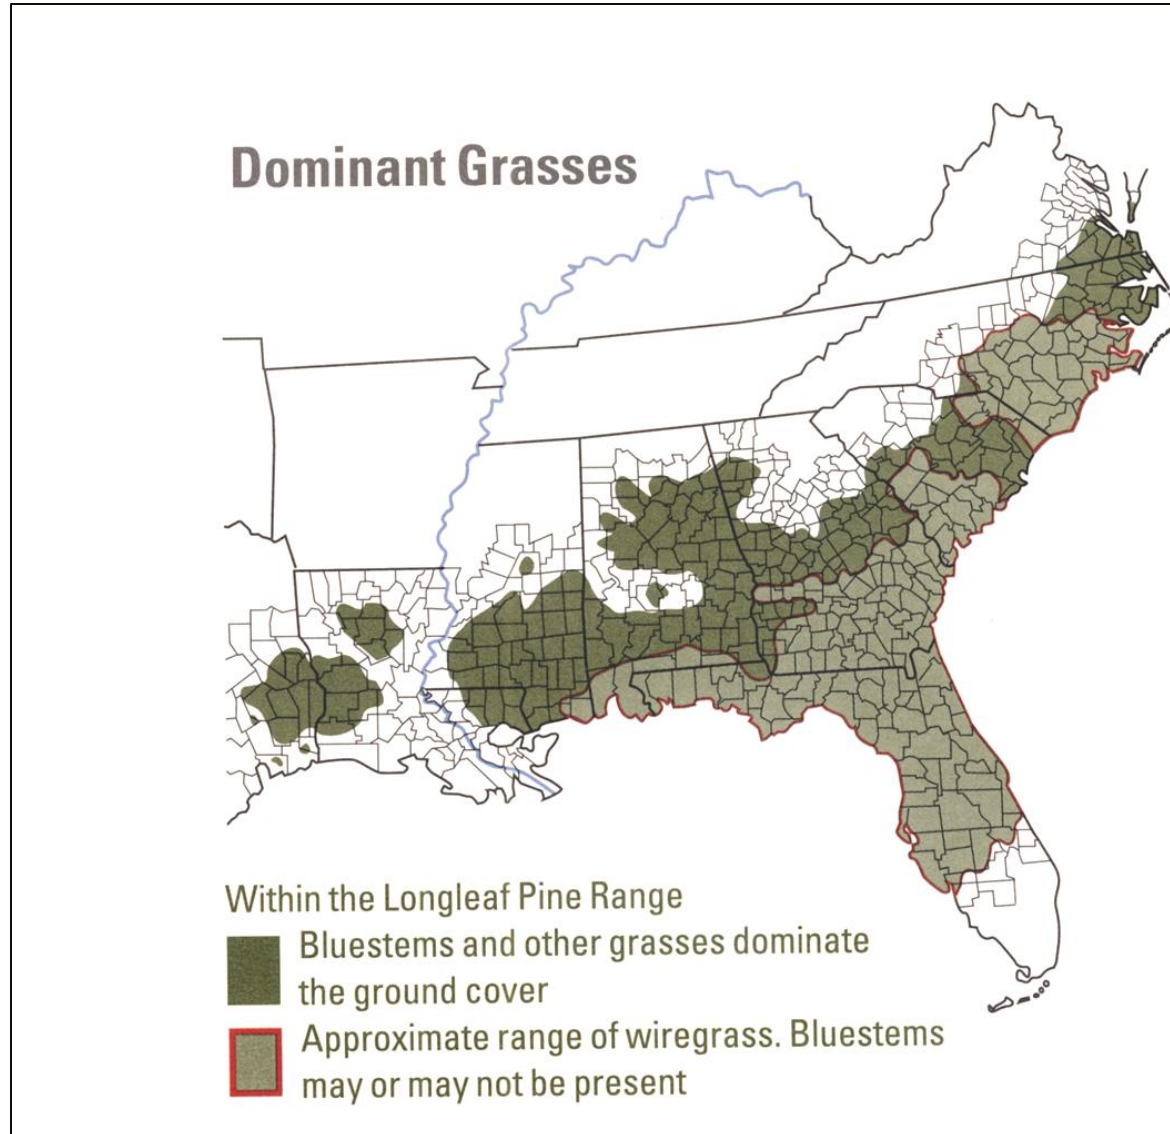 Dominant Grasses
Within the Longleaf Pine Range
Bluestems and other grasses dominate
the ground cover
Approximate range of wiregrass. Bluestems
may or may not be present